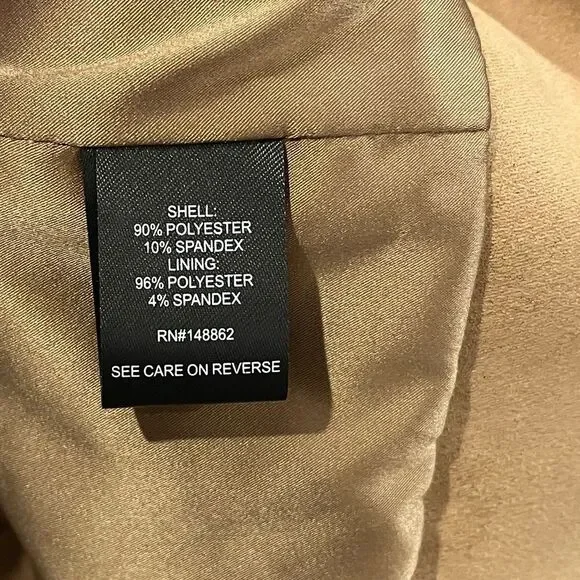 SHELL:
90% POLYESTER
10% SPANDEX
LINING:
96% POLYESTER
4% SPANDEX
RN#148862
SEE CARE ON REVERSE